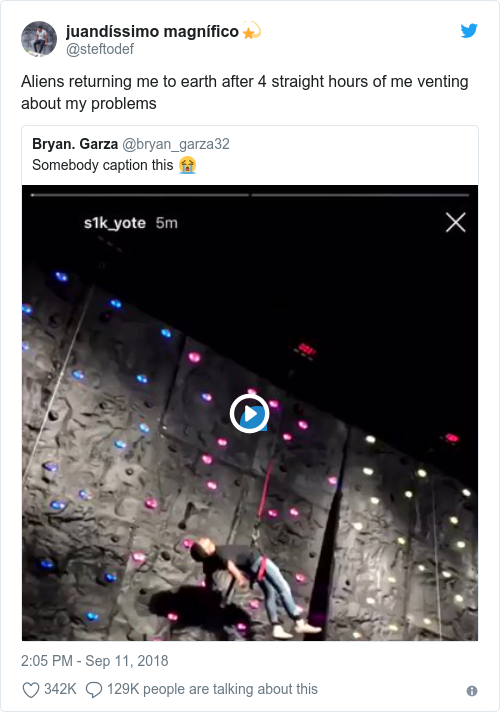 juandíssimo magnífico💫
@steftodef
Aliens returning me to earth after 4 straight hours of me venting
about my problems
Bryan. Garza @bryan_garza32
Somebody caption this 😭
s1k_yote 5m
2:05 PM - Sep 11, 2018
342K 129K people are talking about this